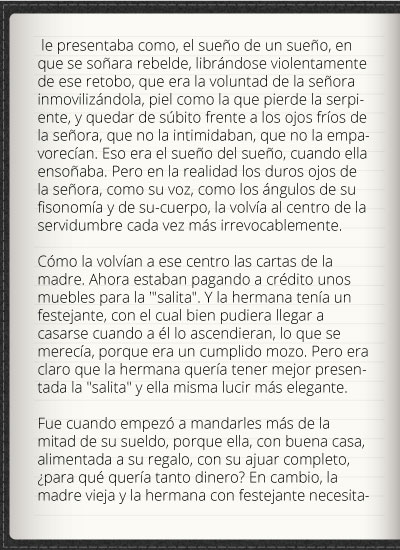 le presentaba como, el sueño de un sueño, en
que se soñara rebelde, librándose violentamente
de ese retobo, que era la voluntad de la señora
inmovilizándola, piel como la que pierde la serpi-
ente, y quedar de súbito frente a los ojos fríos de
la señora, que no la intimidaban, que no la empa-
vorecían. Eso era el sueño del sueño, cuando ella
ensoñaba. Pero en la realidad los duros ojos de
la señora, como su voz, como los ángulos de su
fisonomía y de su-cuerpo, la volvía al centro de la
servidumbre cada vez más irrevocablemente.
Cómo la volvían a ese centro las cartas de la
madre. Ahora estaban pagando a crédito unos
muebles para la '"salita". Y la hermana tenía un
festejante, con el cual bien pudiera llegar a
casarse cuando a él lo ascendieran, lo que se
merecía, porque era un cumplido mozo. Pero era
claro que la hermana quería tener mejor presen-
tada la "salita" y ella misma lucir más elegante.
Fue cuando empezó a mandarles más de la
mitad de su sueldo, porque ella, con buena casa,
alimentada a su regalo, con su ajuar completo,
¿para qué quería tanto dinero? En cambio, la
madre vieja y la hermana con festejante necesita-